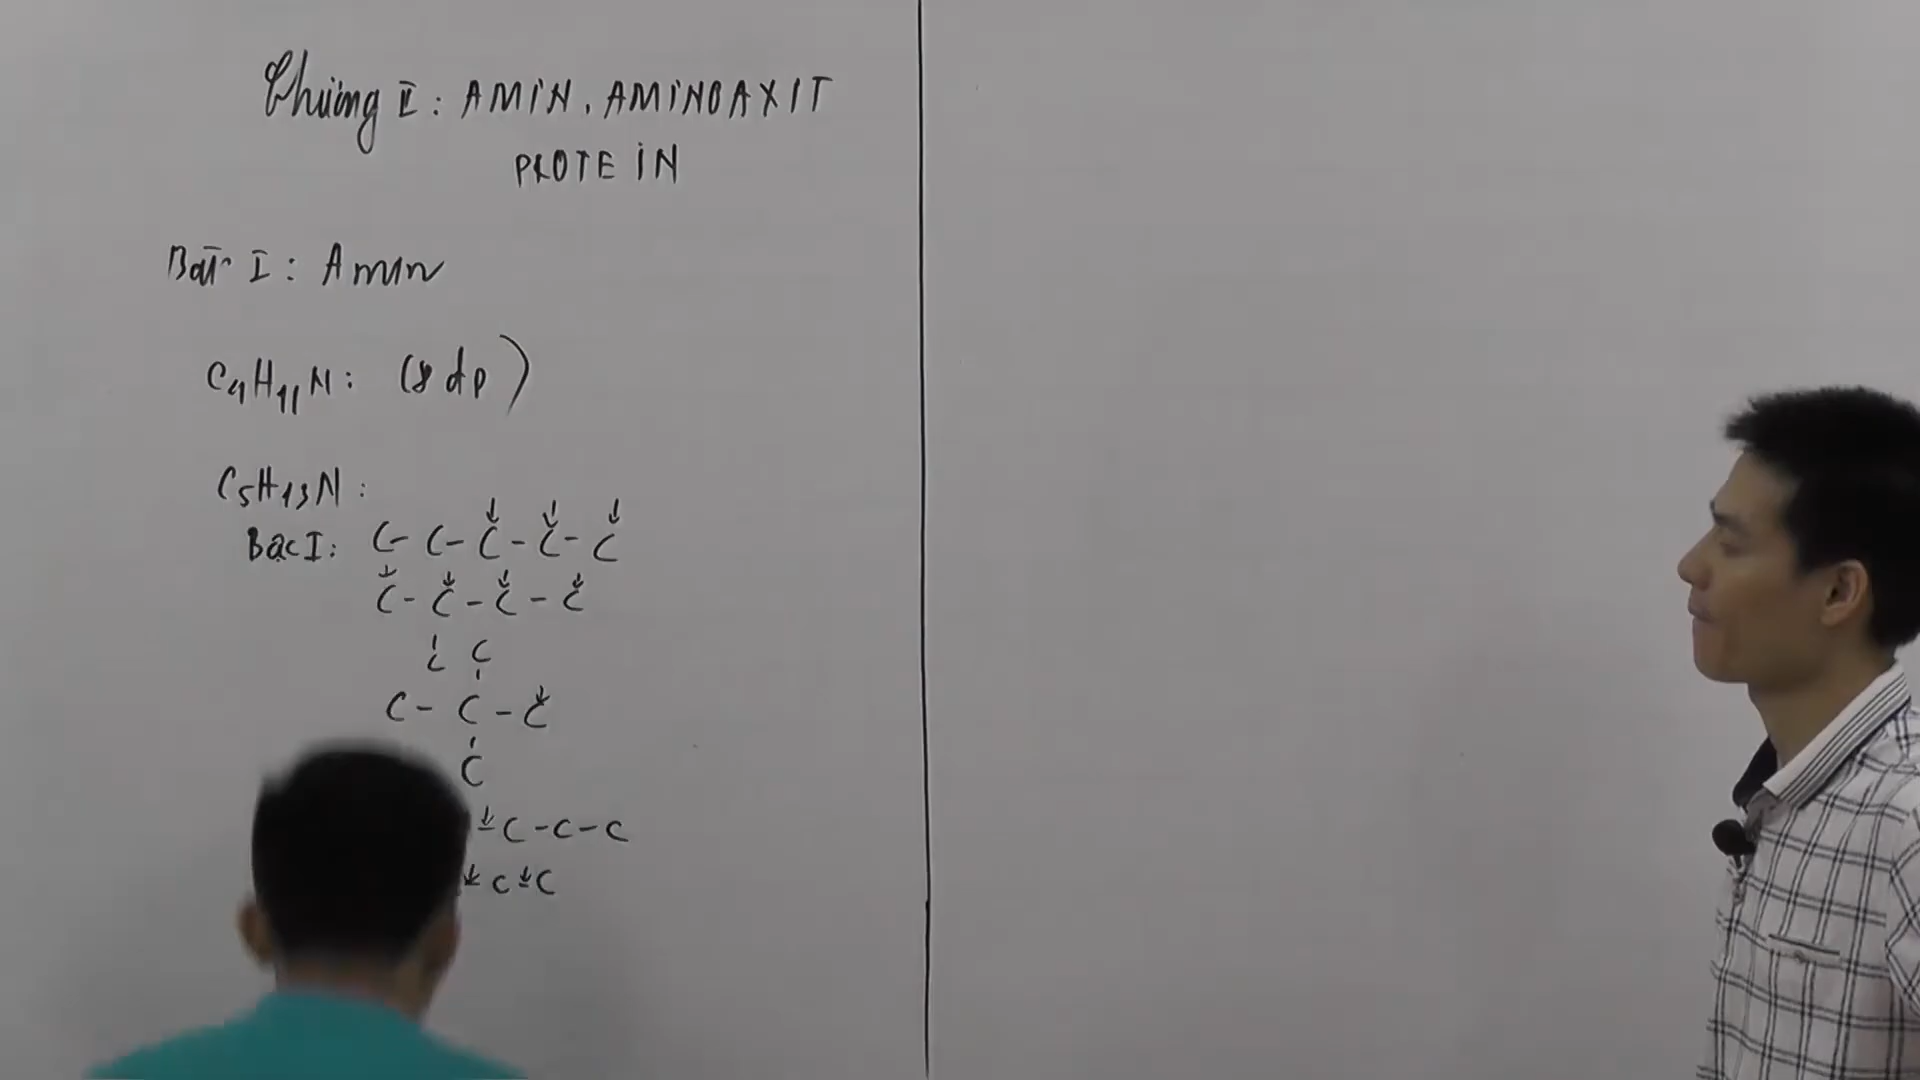 Chương II: AMIN, AMINOAXIT
PROTEIN
Bài I: Amin
C4H11N: (8 đp)
C5H13N:
Bậc I: C - C - C - C - C
C - C - C - C
C C
C - C - C
C
- C - C - C
C - C